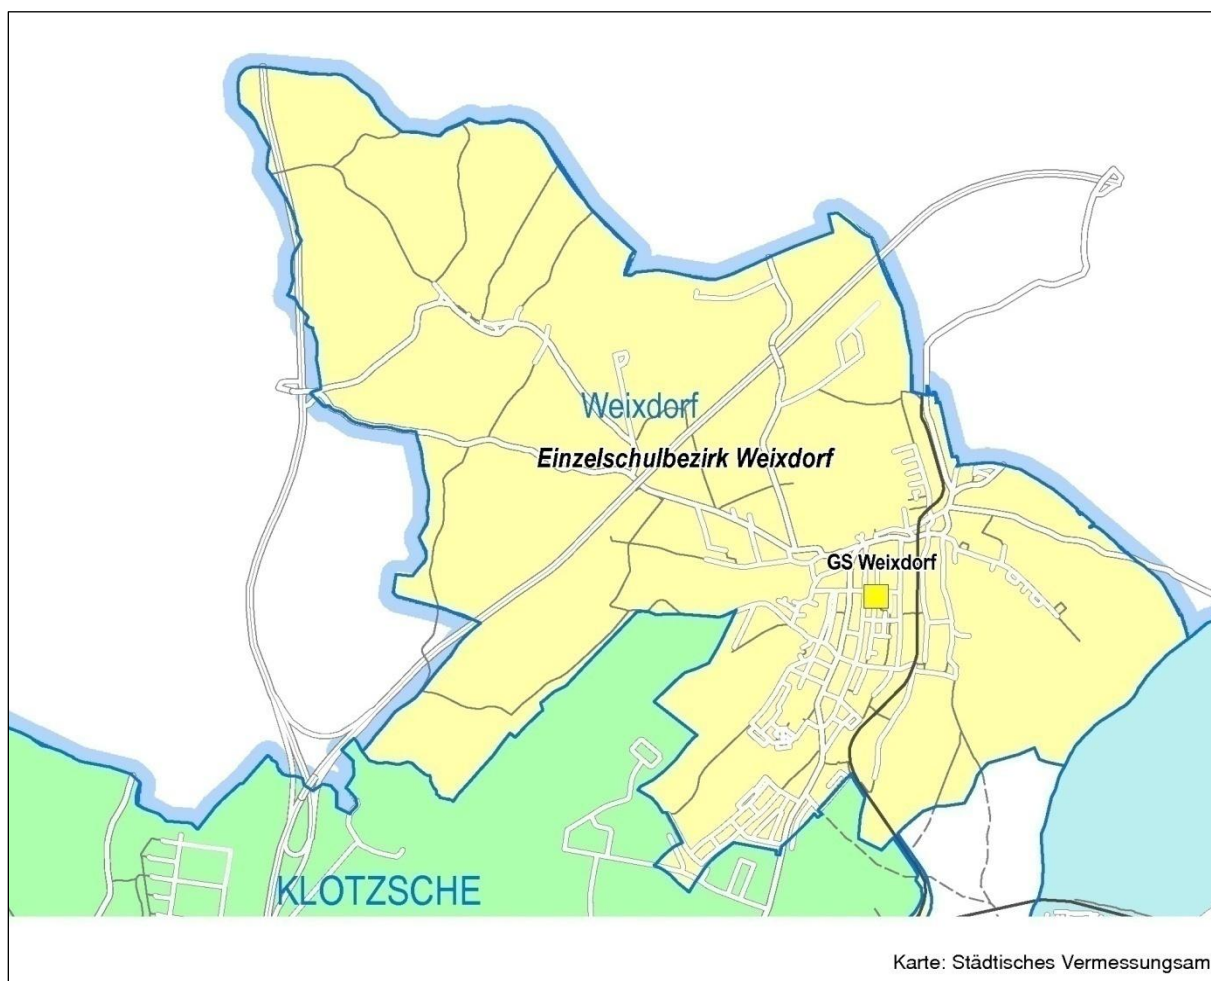 Weixdorf
Einzelschulbezirk Weixdorf
GS Weixdorf
KLOTZSCHE
Karte: Städtisches Vermessungsam